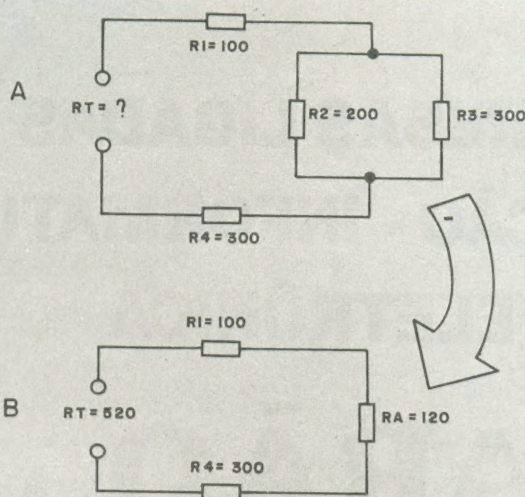 R1= 100
A
RT= ?
R2 = 200
R3= 300
R4 = 300
-
R1= 100
B
RT= 520
RA = 120
R4= 300